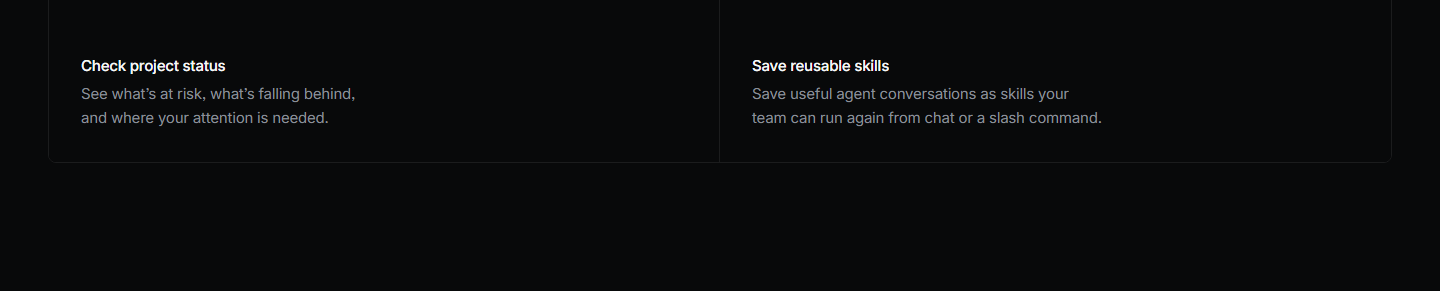 Check project status
See what’s at risk, what’s falling behind,
and where your attention is needed.
Save reusable skills
Save useful agent conversations as skills your
team can run again from chat or a slash command.